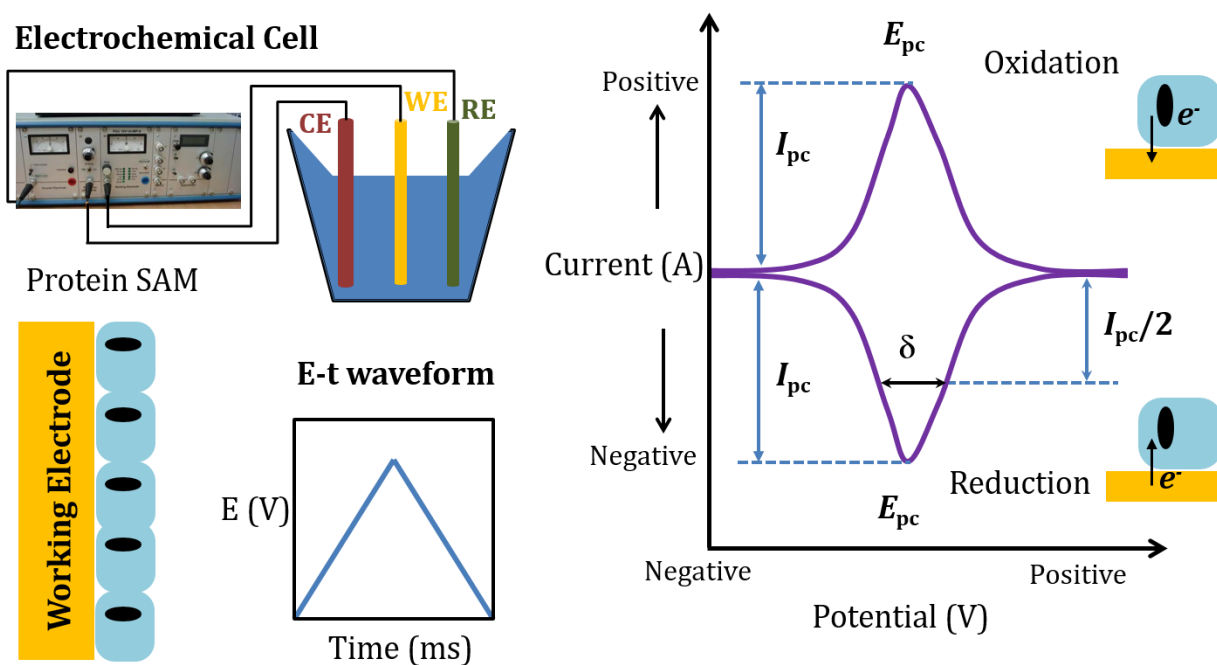 Electrochemical Cell
CE
WE
RE
Protein SAM
Working Electrode
E-t waveform
E (V)
Time (ms)
E_pc
Oxidation
Positive
I_pc
e-
Current (A)
I_pc/2
δ
I_pc
Negative
Reduction
e-
E_pc
Negative
Positive
Potential (V)